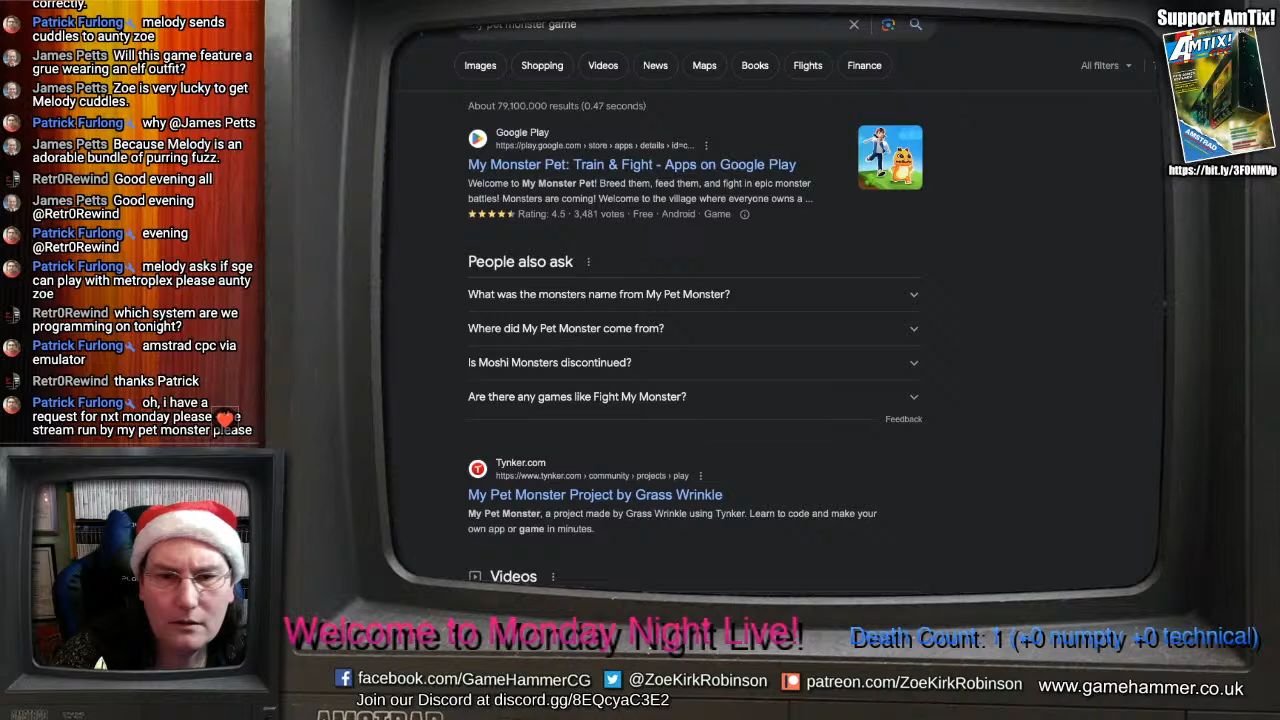 correctly.
Patrick Furlong melody sends
cuddles to aunty zoe
James Petts Will this game feature a
grue wearing an elf outfit?
James Petts Zoe is very lucky to get
Melody cuddles.
Patrick Furlong why @James Petts
James Petts Because Melody is an
adorable bundle of purring fuzz.
Retr0Rewind Good evening all
James Petts Good evening
@Retr0Rewind
Patrick Furlong evening
@Retr0Rewind
Patrick Furlong melody asks if sge
can play with metroplex please aunty
zoe
Retr0Rewind which system are we
programming on tonight?
Patrick Furlong amstrad cpc via
emulator
Retr0Rewind thanks Patrick
Patrick Furlong oh, i have a
request for nxt monday please
stream run by my pet monster please
my pet monster game
Images Shopping Videos News Maps Books Flights Finance All filters
About 79,100,000 results (0.47 seconds)
Google Play
https://play.google.com › store › apps › details › id=c...
My Monster Pet: Train & Fight - Apps on Google Play
Welcome to My Monster Pet! Breed them, feed them, and fight in epic monster
battles! Monsters are coming! Welcome to the village where everyone owns a ...
Rating: 4.5 · 3,481 votes · Free · Android · Game
People also ask
What was the monsters name from My Pet Monster?
Where did My Pet Monster come from?
Is Moshi Monsters discontinued?
Are there any games like Fight My Monster?
Feedback
Tynker.com
https://www.tynker.com › community › projects › play
My Pet Monster Project by Grass Wrinkle
My Pet Monster, a project made by Grass Wrinkle using Tynker. Learn to code and make your
own app or game in minutes.
Videos
Support AmTix!
AMTIX!
AMSTRAD
https://bit.ly/3F0NMVp
Welcome to Monday Night Live!
Death Count: 1 (+0 numpty +0 technical)
facebook.com/GameHammerCG @ZoeKirkRobinson patreon.com/ZoeKirkRobinson www.gamehammer.co.uk
Join our Discord at discord.gg/8EQcyaC3E2
AMSTRAD